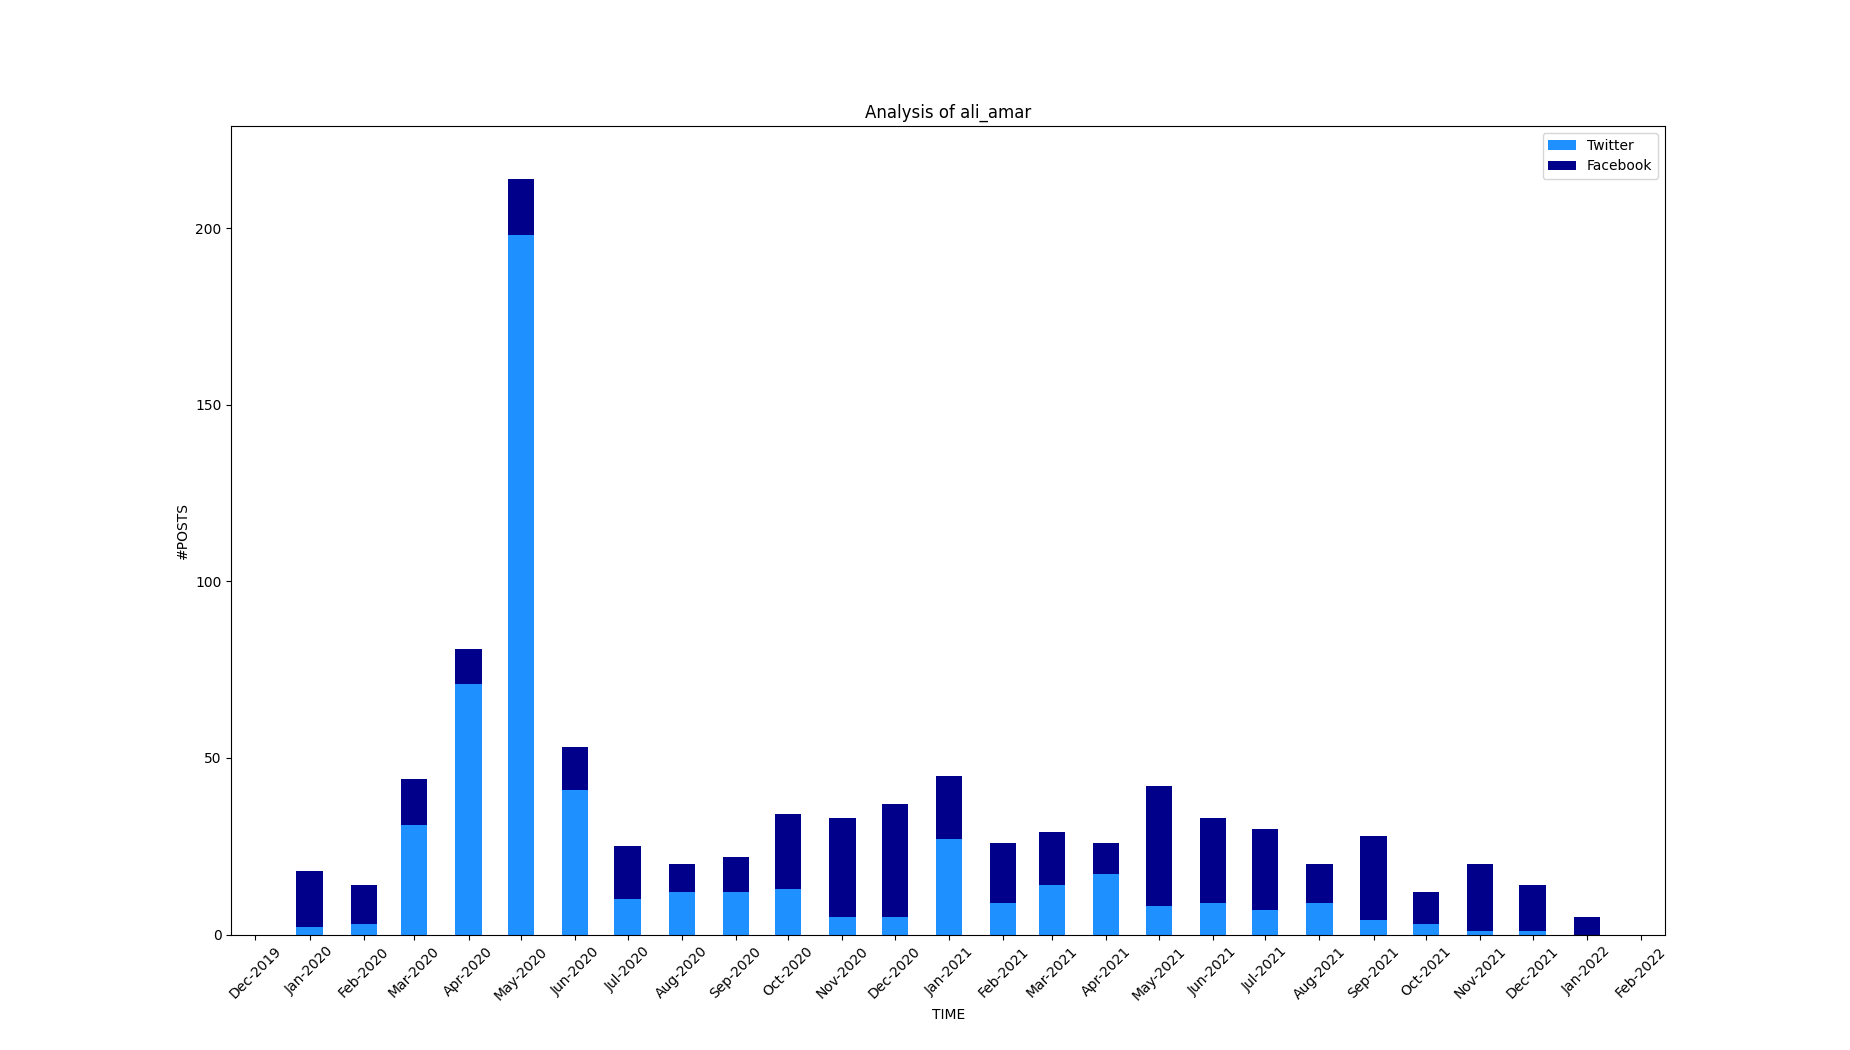 Analysis of ali_amar
Twitter
Facebook
200
150
100
50
0
#POSTS
Dec-2019
Jan-2020
Feb-2020
Mar-2020
Apr-2020
May-2020
Jun-2020
Jul-2020
Aug-2020
Sep-2020
Oct-2020
Nov-2020
Dec-2020
Jan-2021
Feb-2021
Mar-2021
Apr-2021
May-2021
Jun-2021
Jul-2021
Aug-2021
Sep-2021
Oct-2021
Nov-2021
Dec-2021
Jan-2022
Feb-2022
TIME